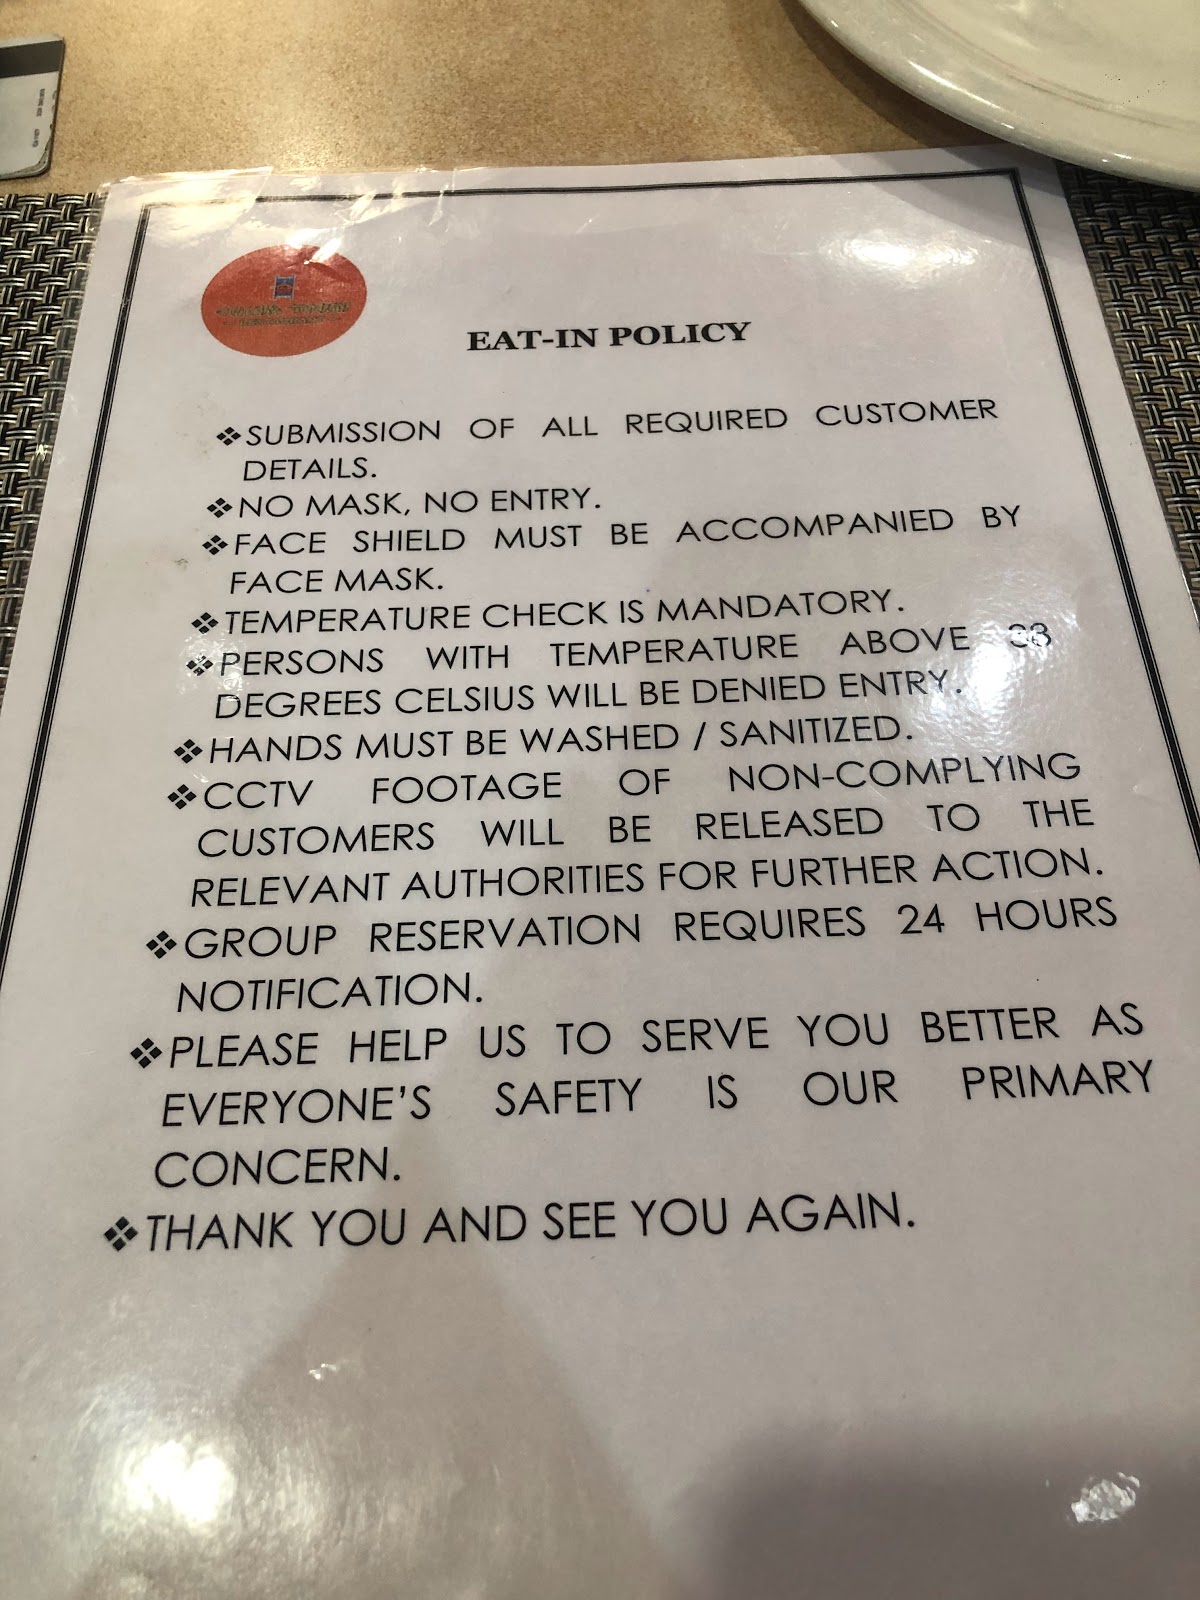 EAT-IN POLICY
❖SUBMISSION OF ALL REQUIRED CUSTOMER
DETAILS.
❖NO MASK, NO ENTRY.
❖FACE SHIELD MUST BE ACCOMPANIED BY
FACE MASK.
❖TEMPERATURE CHECK IS MANDATORY.
❖PERSONS WITH TEMPERATURE ABOVE
DEGREES CELSIUS WILL BE DENIED ENTRY.
❖HANDS MUST BE WASHED / SANITIZED.
❖CCTV FOOTAGE OF NON-COMPLYING
CUSTOMERS WILL BE RELEASED TO THE
RELEVANT AUTHORITIES FOR FURTHER ACTION.
❖GROUP RESERVATION REQUIRES 24 HOURS
NOTIFICATION.
❖PLEASE HELP US TO SERVE YOU BETTER AS
EVERYONE'S SAFETY IS OUR PRIMARY
CONCERN.
❖THANK YOU AND SEE YOU AGAIN.